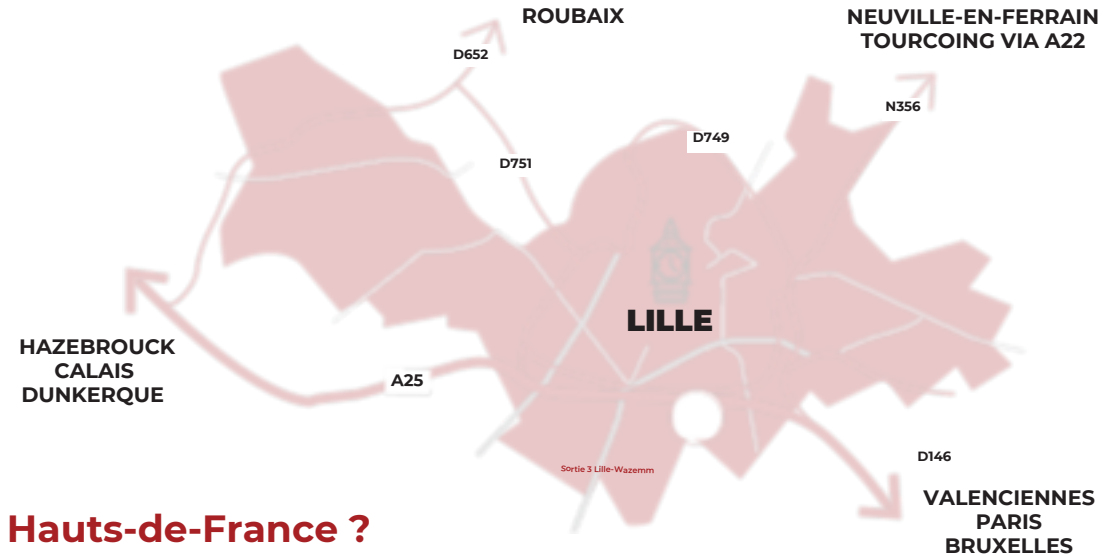 ROUBAIX
NEUVILLE-EN-FERRAIN
TOURCOING VIA A22
D652
N356
D749
D751
LILLE
HAZEBROUCK
CALAIS
DUNKERQUE
A25
D146
Sortie 3 Lille-Wazemm
VALENCIENNES
PARIS
BRUXELLES
Hauts-de-France ?